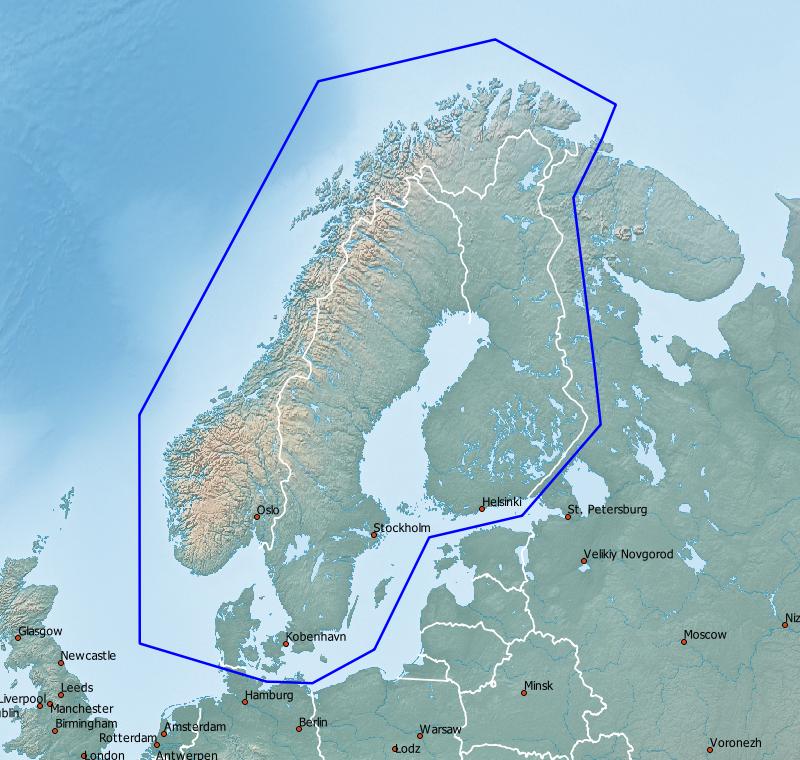 Oslo
Helsinki
St. Petersburg
Stockholm
Velikiy Novgorod
Niz
Glasgow
Kobenhavn
Moscow
Newcastle
Leeds
Minsk
Liverpool
Hamburg
Manchester
blin
Birmingham
Amsterdam
Berlin
Warsaw
Rotterdam
Lodz
Voronezh
London
Antwerpen